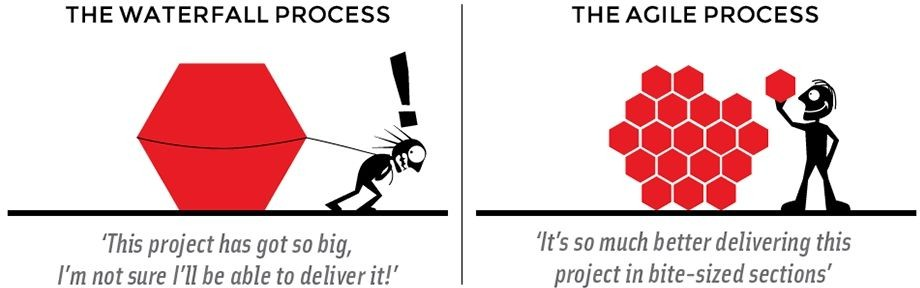 THE WATERFALL PROCESS
!
‘This project has got so big,
I’m not sure I’ll be able to deliver it!’
THE AGILE PROCESS
‘It’s so much better delivering this
project in bite-sized sections’